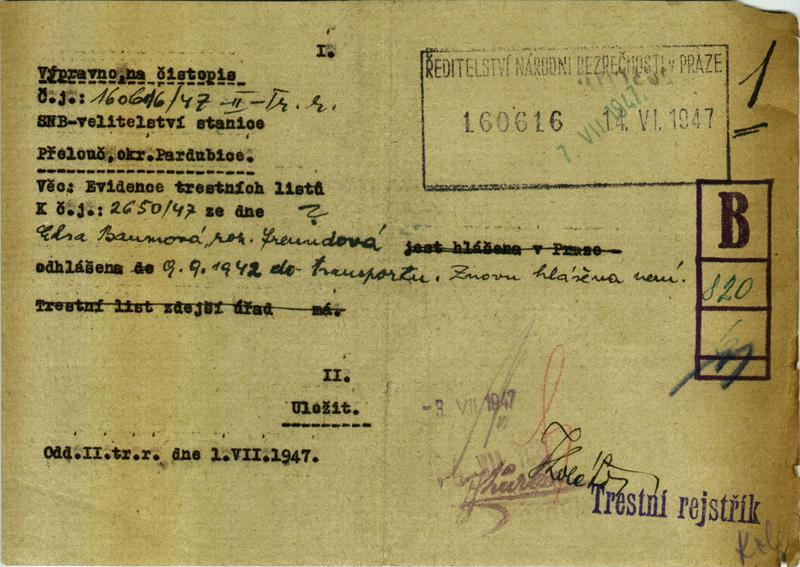 I.
Výpravno na čistopis
Č.j.: 160616/47 - II - Tr. r.
SNB-velitelství stanice
Přelouč, okr.Pardubice.
Věc: Evidence trestních listů
K č.j.: 2650/47 ze dne ?
Elsa Baumová, roz. Freundová jest hlášena v Praze
odhlášena do 9.9.1942 do transportu. Znovu hlášena není.
Trestní list zdejší úřad má.
II.
Uložit.
Odd.II.tr.r. dne 1.VII.1947.
ŘEDITELSTVÍ NÁRODNÍ BEZPEČNOSTI v PRAZE
160616 14. VI. 1947
7 VII 1947
1
B
820
-3 VII 1947
Trestní rejstřík